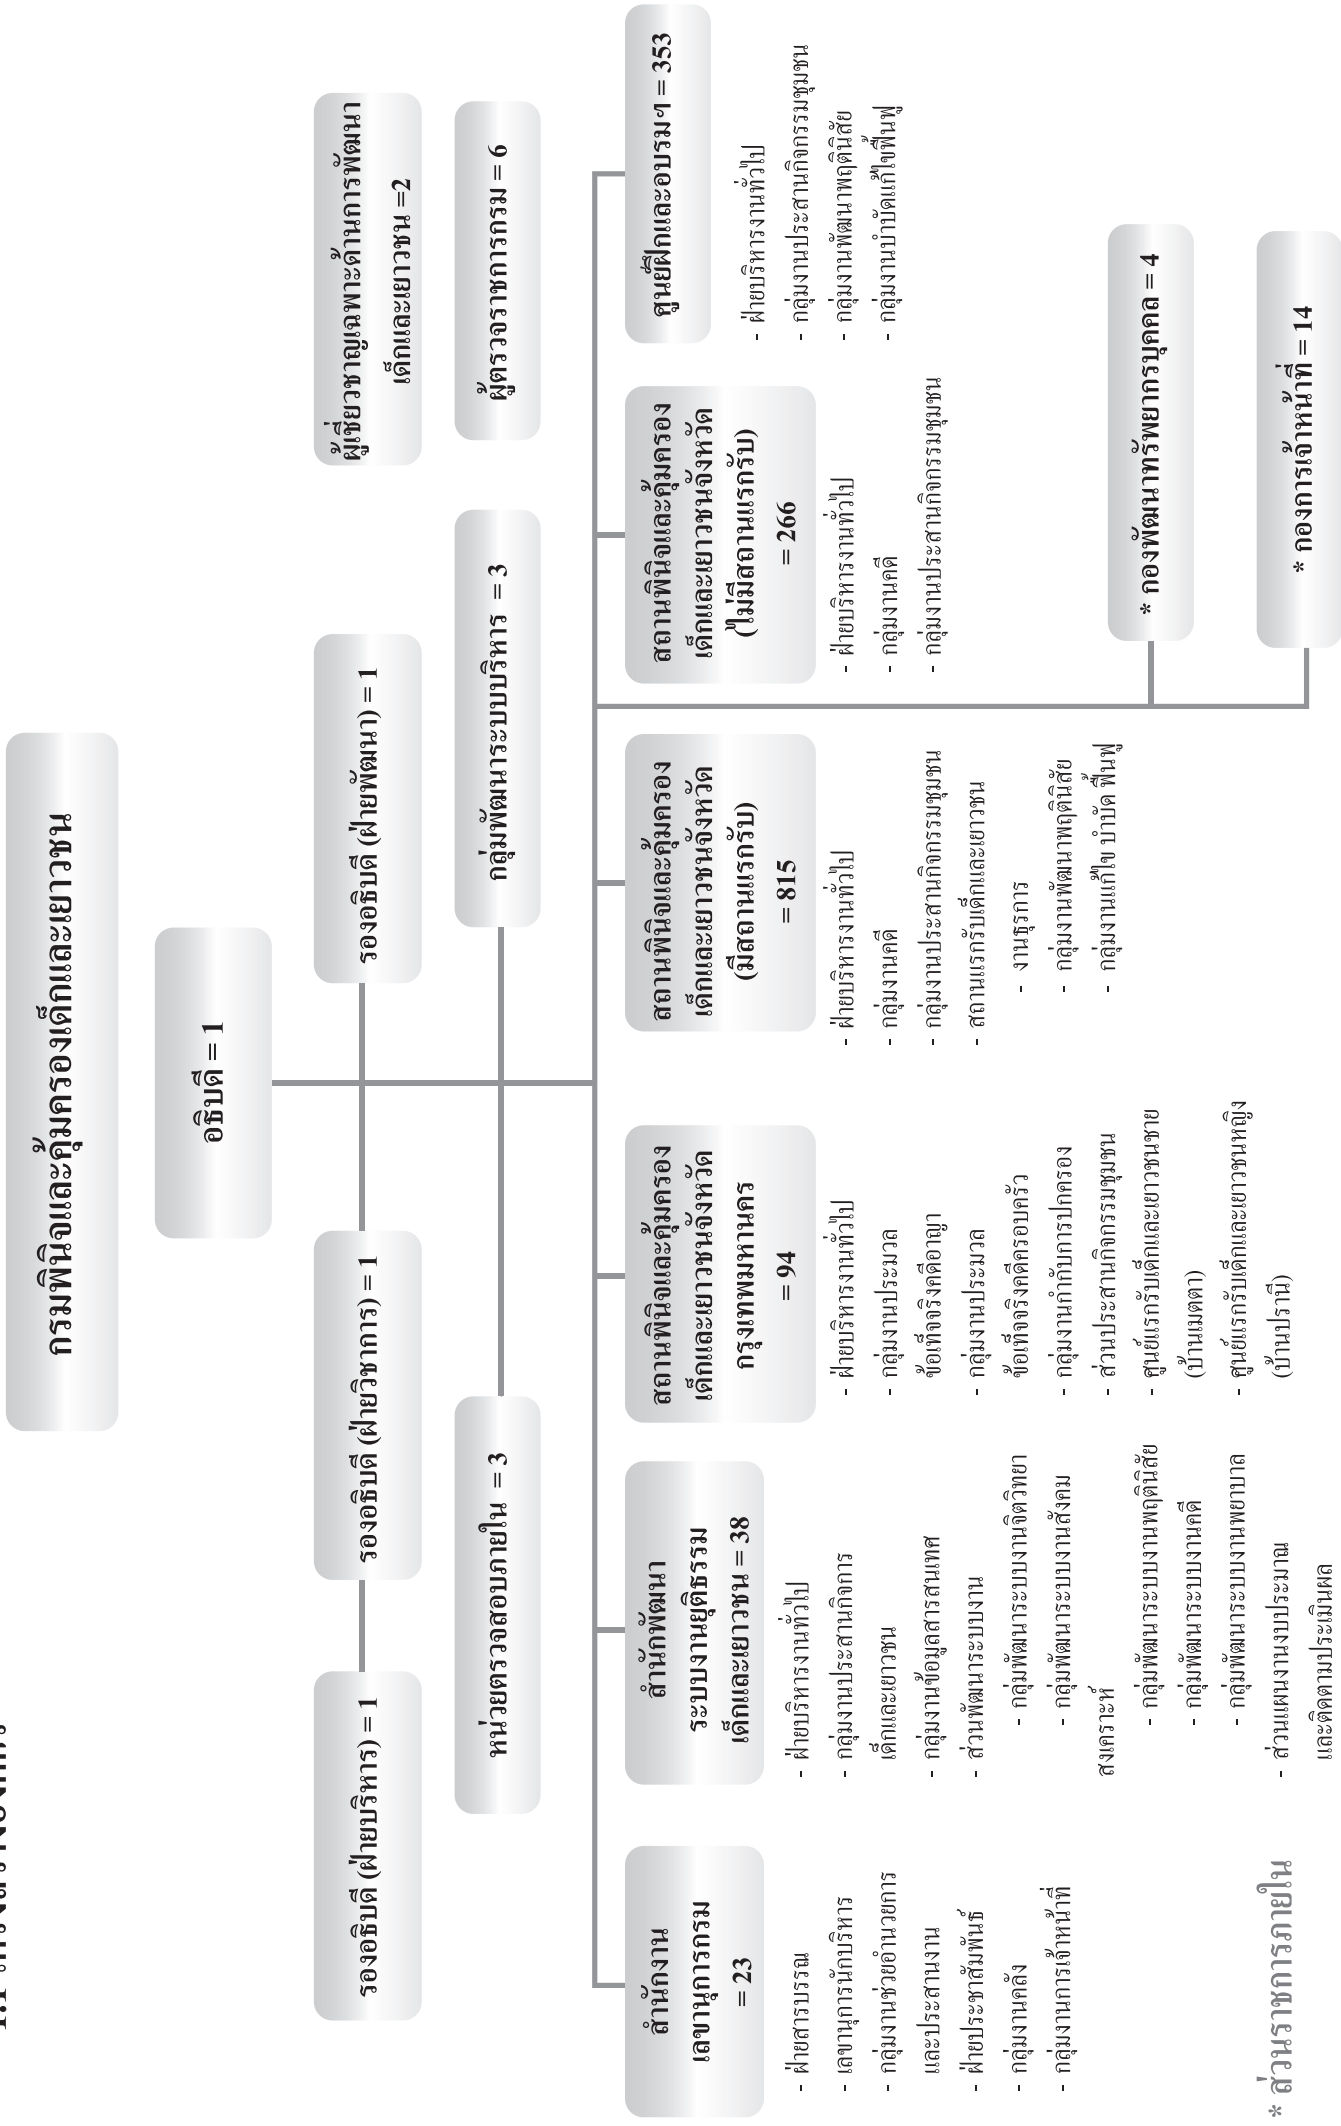 กรมพินิจและคุ้มครองเด็กและเยาวชน
อธิบดี = 1
รองอธิบดี (ฝ่ายบริหาร) = 1
รองอธิบดี (ฝ่ายวิชาการ) = 1
รองอธิบดี (ฝ่ายพัฒนา) = 1
ผู้เชี่ยวชาญเฉพาะด้านการพัฒนา
เด็กและเยาวชน =2
หน่วยตรวจสอบภายใน = 3
กลุ่มพัฒนาระบบบริหาร = 3
ผู้ตรวจราชการกรม = 6
สำนักงาน
เลขานุการกรม
= 23
- ฝ่ายสารบรรณ
- เลขานุการนักบริหาร
- กลุ่มงานช่วยอำนวยการ
และประสานงาน
- ฝ่ายประชาสัมพันธ์
- กลุ่มงานคลัง
- กลุ่มงานการเจ้าหน้าที่
สำนักพัฒนา
ระบบงานยุติธรรม
เด็กและเยาวชน = 38
- ฝ่ายบริหารงานทั่วไป
- กลุ่มงานประสานกิจการ
เด็กและเยาวชน
- กลุ่มงานข้อมูลสารสนเทศ
- ส่วนพัฒนาระบบงาน
- กลุ่มพัฒนาระบบงานจิตวิทยา
- กลุ่มพัฒนาระบบงานสังคม
สงเคราะห์
- กลุ่มพัฒนาระบบงานพฤตินิสัย
- กลุ่มพัฒนาระบบงานคดี
- กลุ่มพัฒนาระบบงานพยาบาล
- ส่วนแผนงานงบประมาณ
และติดตามประเมินผล
สถานพินิจและคุ้มครอง
เด็กและเยาวชนจังหวัด
กรุงเทพมหานคร
= 94
- ฝ่ายบริหารงานทั่วไป
- กลุ่มงานประมวล
ข้อเท็จจริงคดีอาญา
- กลุ่มงานประมวล
ข้อเท็จจริงคดีครอบครัว
- กลุ่มงานกำกับการปกครอง
- ส่วนประสานกิจกรรมชุมชน
- ศูนย์แรกรับเด็กและเยาวชนชาย
(บ้านเมตตา)
- ศูนย์แรกรับเด็กและเยาวชนหญิง
(บ้านปรานี)
สถานพินิจและคุ้มครอง
เด็กและเยาวชนจังหวัด
(มีสถานแรกรับ)
= 815
- ฝ่ายบริหารงานทั่วไป
- กลุ่มงานคดี
- กลุ่มงานประสานกิจกรรมชุมชน
- สถานแรกรับเด็กและเยาวชน
- งานธุรการ
- กลุ่มงานพัฒนาพฤตินิสัย
- กลุ่มงานแก้ไข บำบัด ฟื้นฟู
สถานพินิจและคุ้มครอง
เด็กและเยาวชนจังหวัด
(ไม่มีสถานแรกรับ)
= 266
- ฝ่ายบริหารงานทั่วไป
- กลุ่มงานคดี
- กลุ่มงานประสานกิจกรรมชุมชน
ศูนย์ฝึกและอบรมฯ = 353
- ฝ่ายบริหารงานทั่วไป
- กลุ่มงานประสานกิจกรรมชุมชน
- กลุ่มงานพัฒนาพฤตินิสัย
- กลุ่มงานบำบัดแก้ไขฟื้นฟู
* กองพัฒนาทรัพยากรบุคคล = 4
* กองการเจ้าหน้าที่ = 14
* ส่วนราชการภายใน